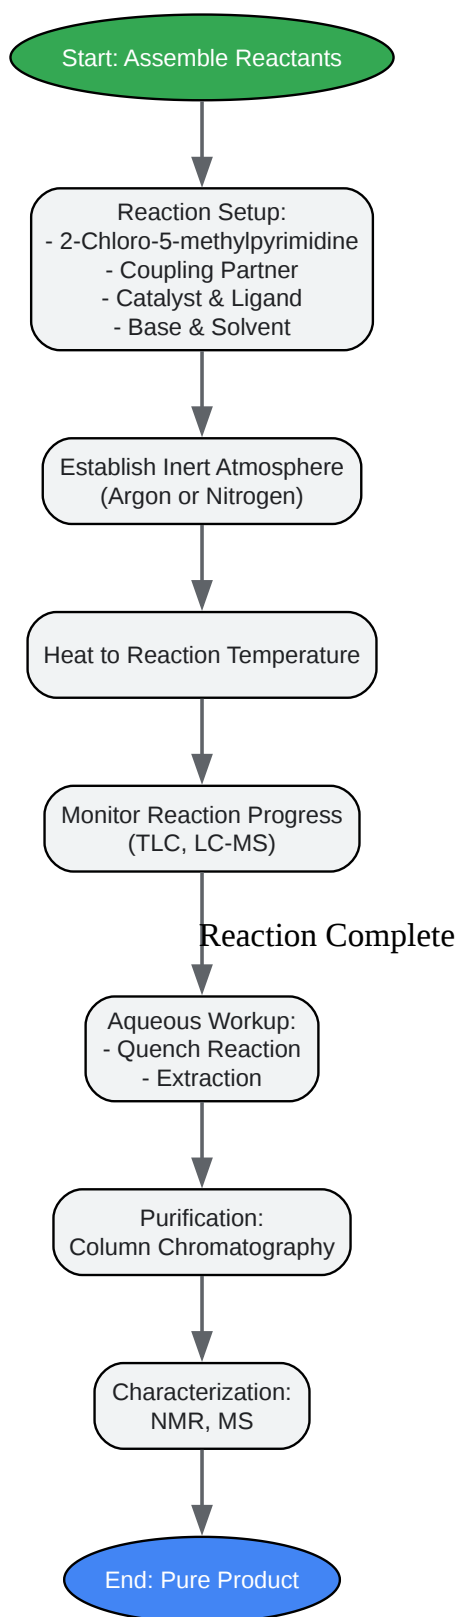 Start: Assemble Reactants
Reaction Setup:
- 2-Chloro-5-methylpyrimidine
- Coupling Partner
- Catalyst & Ligand
- Base & Solvent
Establish Inert Atmosphere
(Argon or Nitrogen)
Heat to Reaction Temperature
Monitor Reaction Progress
(TLC, LC-MS)
Reaction Complete
Aqueous Workup:
- Quench Reaction
- Extraction
Purification:
Column Chromatography
Characterization:
NMR, MS
End: Pure Product